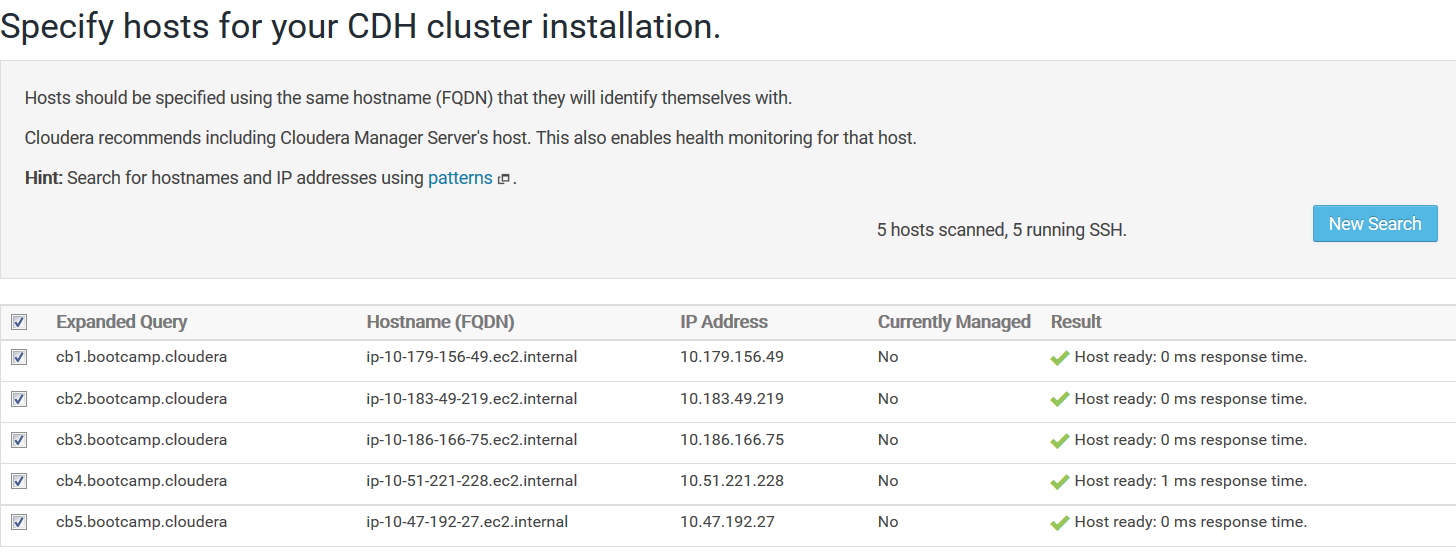 Specify hosts for your CDH cluster installation.
Hosts should be specified using the same hostname (FQDN) that they will identify themselves with.
Cloudera recommends including Cloudera Manager Server's host. This also enables health monitoring for that host.
Hint: Search for hostnames and IP addresses using patterns .
5 hosts scanned, 5 running SSH.
New Search
Expanded Query Hostname (FQDN) IP Address Currently Managed Result
cb1.bootcamp.cloudera ip-10-179-156-49.ec2.internal 10.179.156.49 No Host ready: 0 ms response time.
cb2.bootcamp.cloudera ip-10-183-49-219.ec2.internal 10.183.49.219 No Host ready: 0 ms response time.
cb3.bootcamp.cloudera ip-10-186-166-75.ec2.internal 10.186.166.75 No Host ready: 0 ms response time.
cb4.bootcamp.cloudera ip-10-51-221-228.ec2.internal 10.51.221.228 No Host ready: 1 ms response time.
cb5.bootcamp.cloudera ip-10-47-192-27.ec2.internal 10.47.192.27 No Host ready: 0 ms response time.